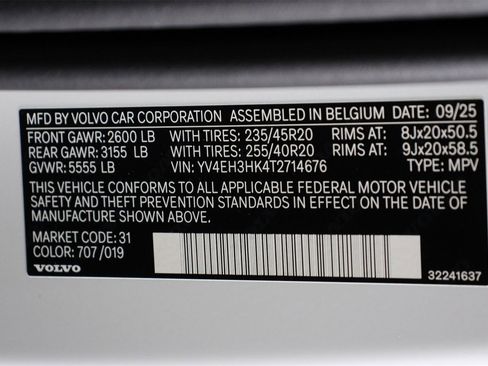 MFD BY VOLVO CAR CORPORATION ASSEMBLED IN BELGIUM DATE: 09/25
FRONT GAWR: 2600 LB WITH TIRES: 235/45R20 RIMS AT: 8Jx20x50.5
REAR GAWR: 3155 LB WITH TIRES: 255/40R20 RIMS AT: 9Jx20x58.5
GVWR: 5555 LB VIN: YV4EH3HK4T2714676 TYPE: MPV
THIS VEHICLE CONFORMS TO ALL APPLICABLE FEDERAL MOTOR VEHICLE
SAFETY AND THEFT PREVENTION STANDARDS IN EFFECT ON THE DATE OF
MANUFACTURE SHOWN ABOVE.
MARKET CODE: 31
COLOR: 707 /019
VOLVO 32241637